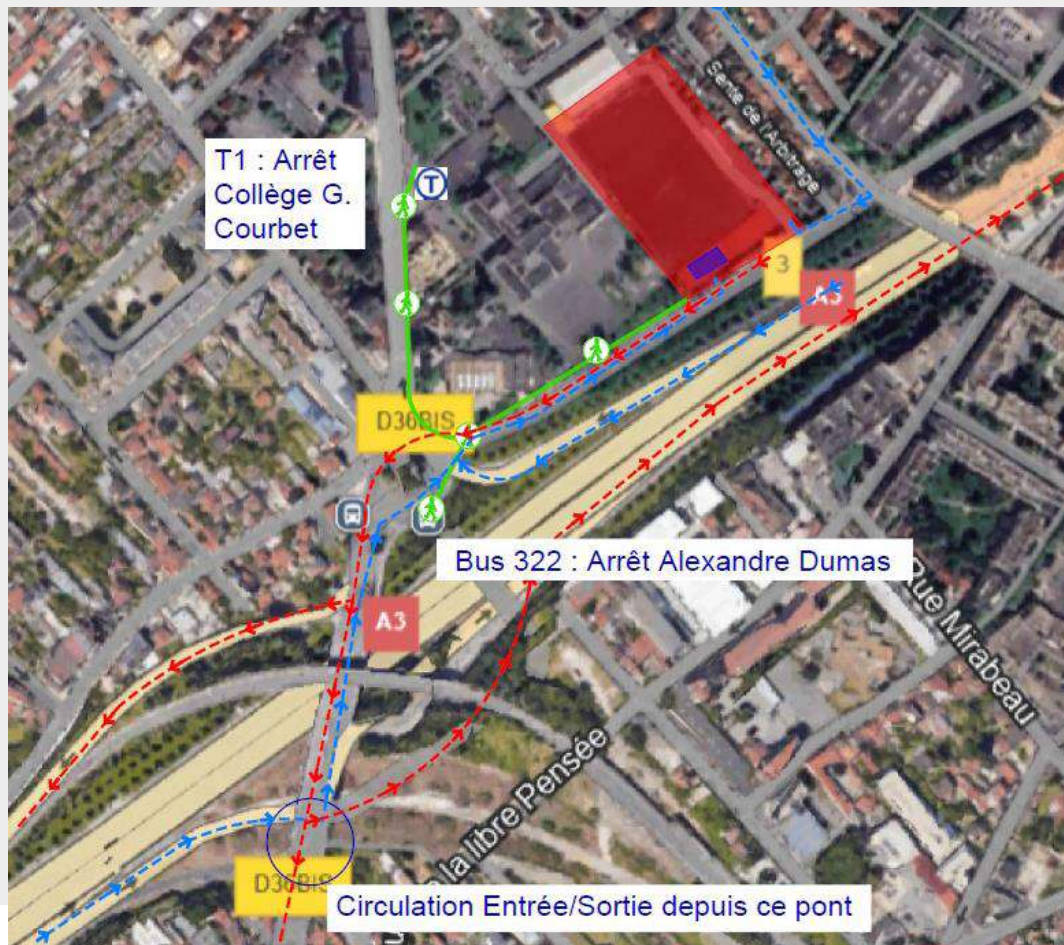 Sente de l'Arbitrage
T1 : Arrêt
Collège G.
Courbet
T
3
A3
D36BIS
Bus 322 : Arrêt Alexandre Dumas
A3
Rue Mirabeau
la libre Pensée
D36BIS
Circulation Entrée/Sortie depuis ce pont